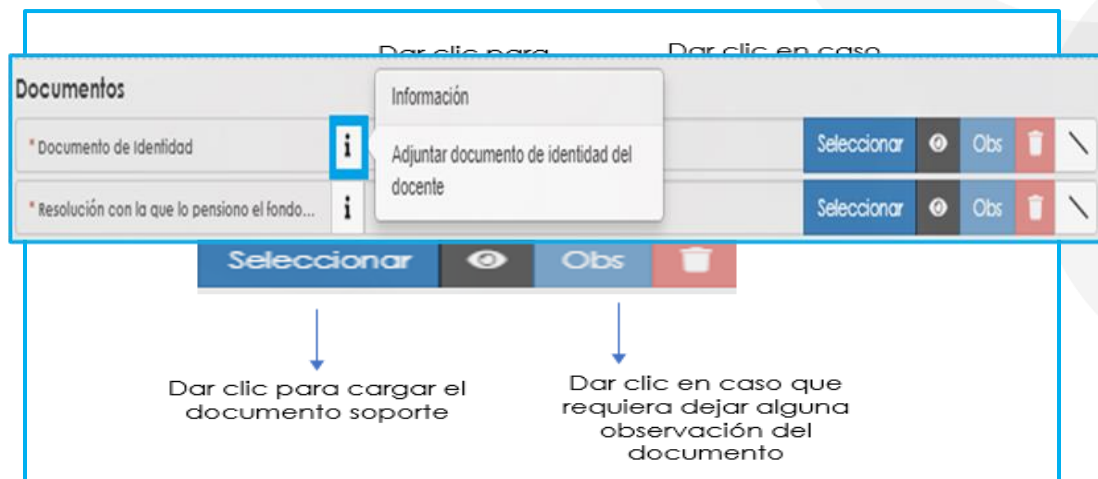 Dar clic para
Dar clic en caso
Documentos
Información
* Documento de Identidad
i
Adjuntar documento de identidad del
docente
Seleccionar
Obs
* Resolución con la que lo pensiono el fondo...
i
Seleccionar
Obs
Seleccionar
Obs
Dar clic para cargar el
documento soporte
Dar clic en caso que
requiera dejar alguna
observación del
documento